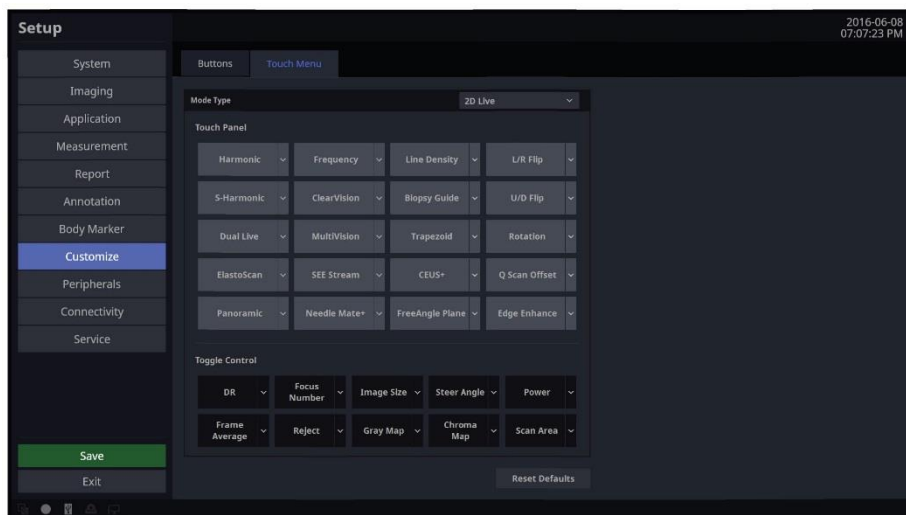 Setup
2016-06-08
07:07:23 PM
System
Imaging
Application
Measurement
Report
Annotation
Body Marker
Customize
Peripherals
Connectivity
Service
Save
Exit
Buttons
Touch Menu
Mode Type
2D Live
Touch Panel
Harmonic
Frequency
Line Density
L/R Flip
S-Harmonic
ClearVision
Biopsy Guide
U/D Flip
Dual Live
MultiVision
Trapezoid
Rotation
ElastoScan
SEE Stream
CEUS+
Q Scan Offset
Panoramic
Needle Mate+
FreeAngle Plane
Edge Enhance
Toggle Control
DR
Focus
Number
Image Size
Steer Angle
Power
Frame
Average
Reject
Gray Map
Chroma
Map
Scan Area
Reset Defaults